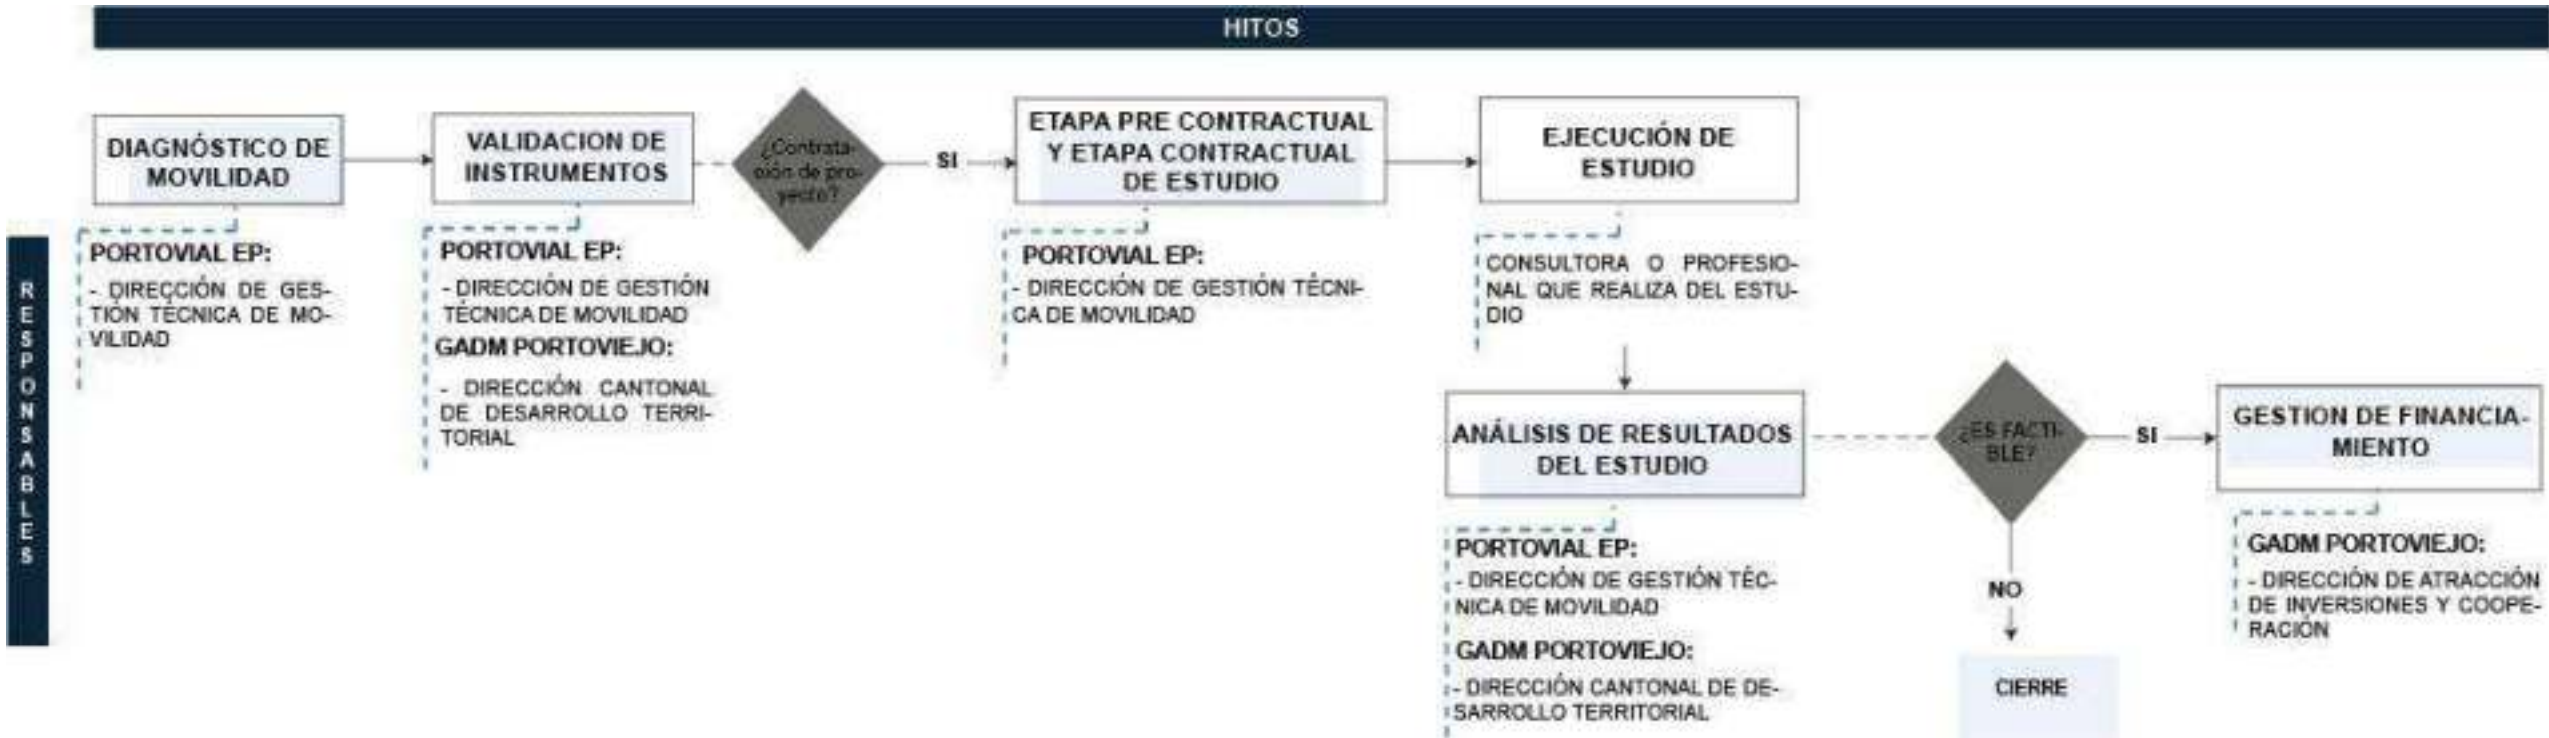 HITOS
RESPONSABLES
DIAGNÓSTICO DE
MOVILIDAD
PORTOVIAL EP:
- DIRECCIÓN DE GES-
TIÓN TÉCNICA DE MO-
VILIDAD
VALIDACION DE
INSTRUMENTOS
PORTOVIAL EP:
- DIRECCIÓN DE GESTIÓN
TÉCNICA DE MOVILIDAD
GADM PORTOVIEJO:
- DIRECCIÓN CANTONAL
DE DESARROLLO TERRI-
TORIAL
¿Contrata-
ción de pro-
yecto?
SI
ETAPA PRE CONTRACTUAL
Y ETAPA CONTRACTUAL
DE ESTUDIO
PORTOVIAL EP:
- DIRECCIÓN DE GESTIÓN TÉCNI-
CA DE MOVILIDAD
EJECUCIÓN DE
ESTUDIO
CONSULTORA O PROFESIO-
NAL QUE REALIZA DEL ESTU-
DIO
ANÁLISIS DE RESULTADOS
DEL ESTUDIO
PORTOVIAL EP:
- DIRECCIÓN DE GESTIÓN TÉC-
NICA DE MOVILIDAD
GADM PORTOVIEJO:
- DIRECCIÓN CANTONAL DE DE-
SARROLLO TERRITORIAL
¿ES FACTI-
BLE?
SI
NO
CIERRE
GESTION DE FINANCIA-
MIENTO
GADM PORTOVIEJO:
- DIRECCIÓN DE ATRACCIÓN
DE INVERSIONES Y COOPE-
RACIÓN